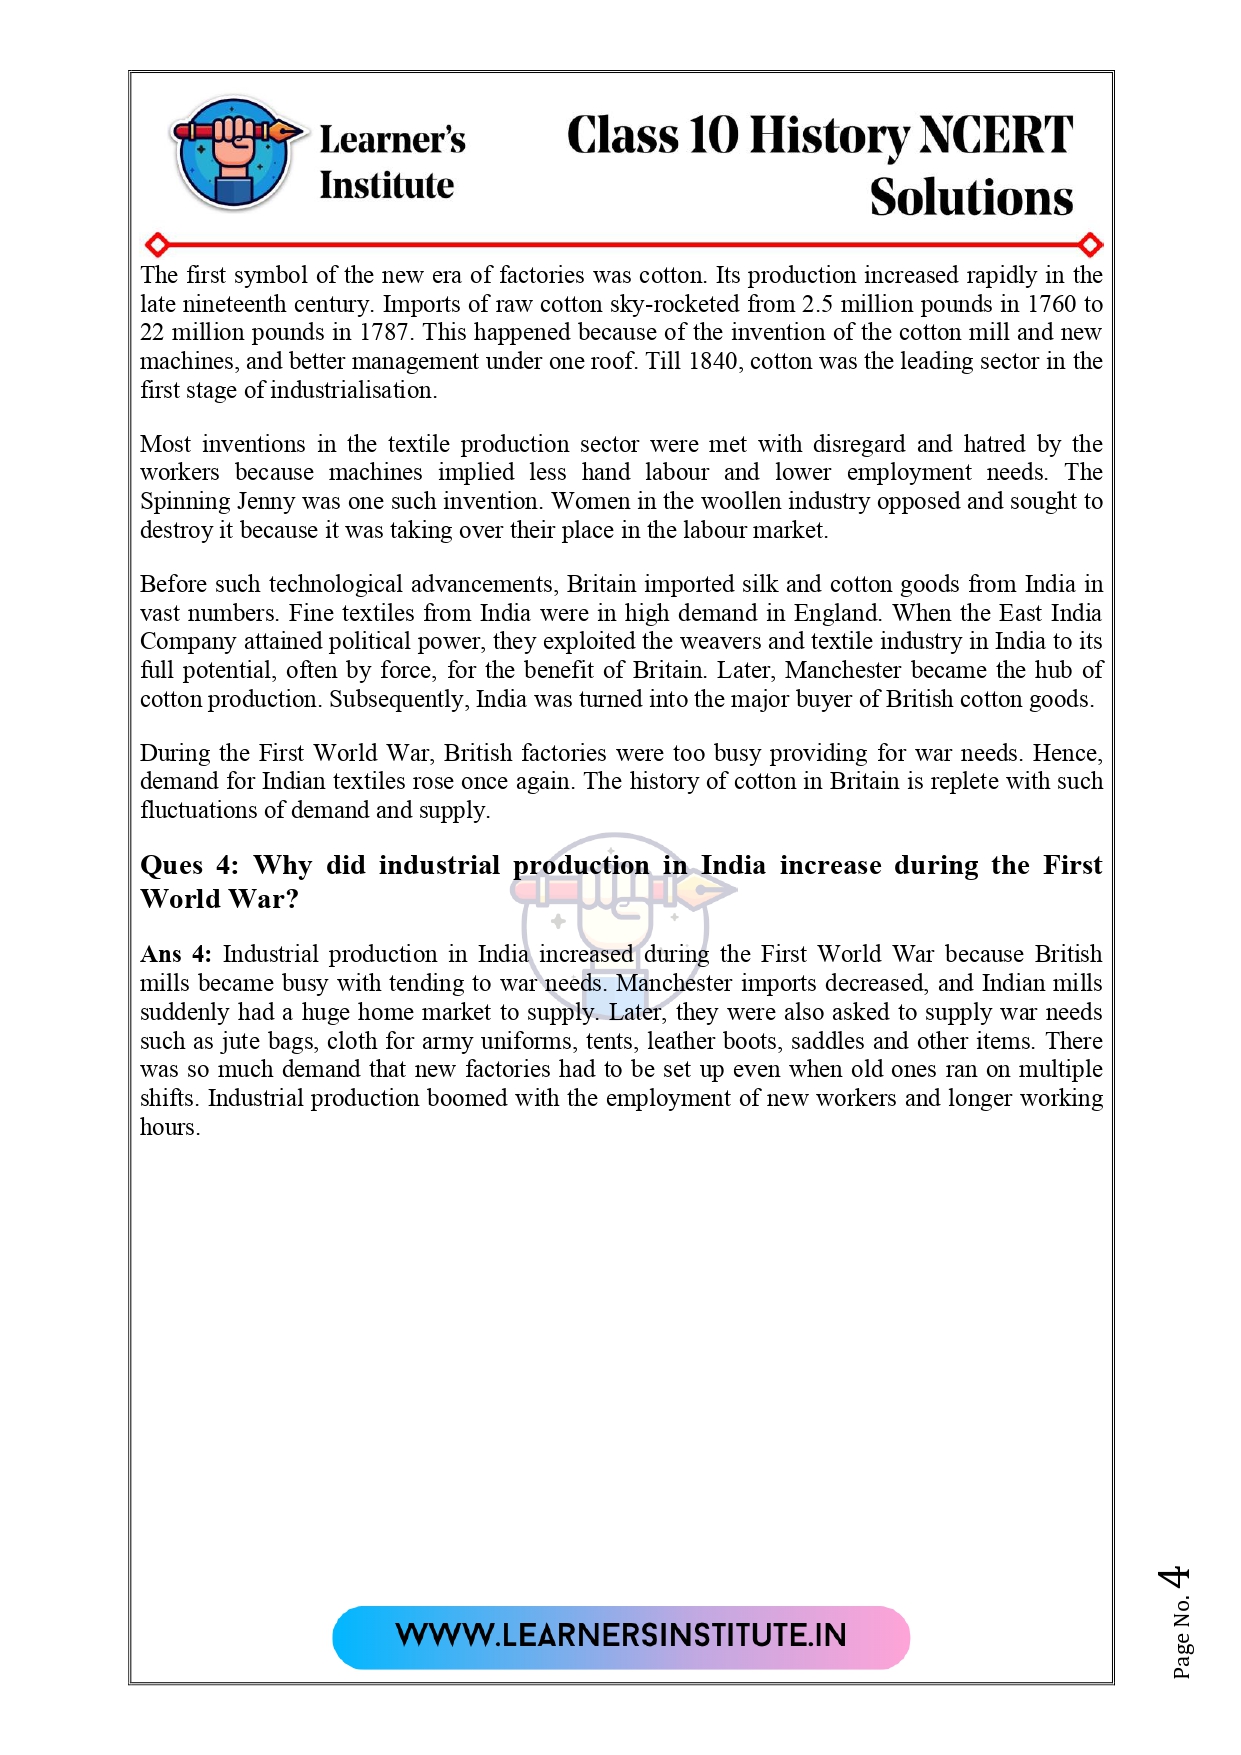 Learner's
Institute
Class 10 History NCERT
Solutions
The first symbol of the new era of factories was cotton. Its production increased rapidly in the
late nineteenth century. Imports of raw cotton sky-rocketed from 2.5 million pounds in 1760 to
22 million pounds in 1787. This happened because of the invention of the cotton mill and new
machines, and better management under one roof. Till 1840, cotton was the leading sector in the
first stage of industrialisation.
Most inventions in the textile production sector were met with disregard and hatred by the
workers because machines implied less hand labour and lower employment needs. The
Spinning Jenny was one such invention. Women in the woollen industry opposed and sought to
destroy it because it was taking over their place in the labour market.
Before such technological advancements, Britain imported silk and cotton goods from India in
vast numbers. Fine textiles from India were in high demand in England. When the East India
Company attained political power, they exploited the weavers and textile industry in India to its
full potential, often by force, for the benefit of Britain. Later, Manchester became the hub of
cotton production. Subsequently, India was turned into the major buyer of British cotton goods.
During the First World War, British factories were too busy providing for war needs. Hence,
demand for Indian textiles rose once again. The history of cotton in Britain is replete with such
fluctuations of demand and supply.
Ques 4: Why did industrial production in India increase during the First
World War?
Ans 4: Industrial production in India increased during the First World War because British
mills became busy with tending to war needs. Manchester imports decreased, and Indian mills
suddenly had a huge home market to supply. Later, they were also asked to supply war needs
such as jute bags, cloth for army uniforms, tents, leather boots, saddles and other items. There
was so much demand that new factories had to be set up even when old ones ran on multiple
shifts. Industrial production boomed with the employment of new workers and longer working
hours.
Page No. 4
WWW.LEARNERSINSTITUTE.IN